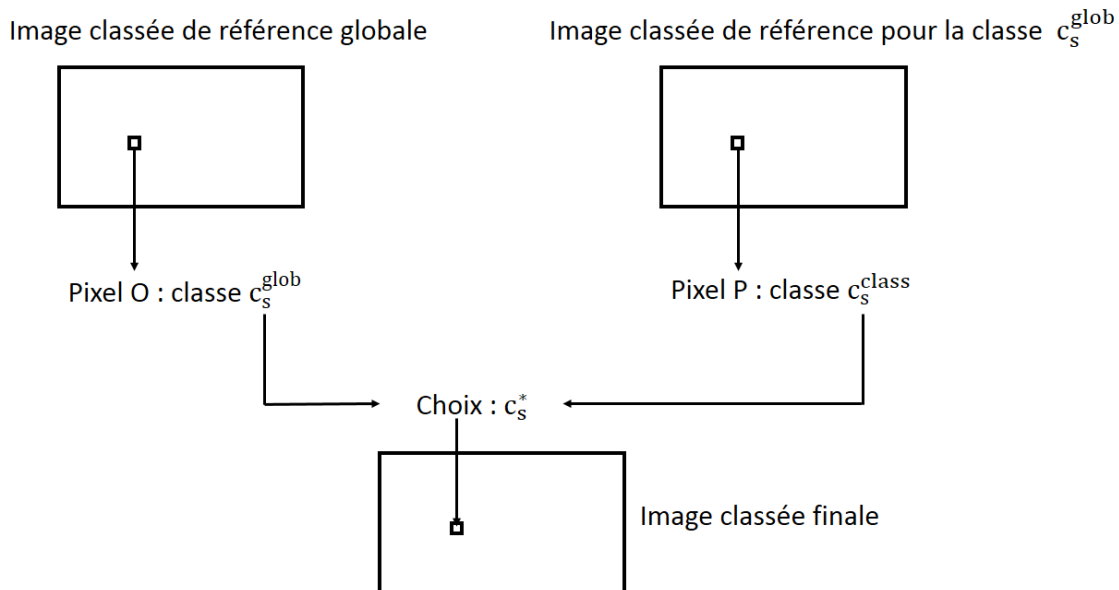 Image classée de référence globale
Image classée de référence pour la classe c_s^glob
Pixel O : classe c_s^glob
Pixel P : classe c_s^class
Choix : c_s^*
Image classée finale